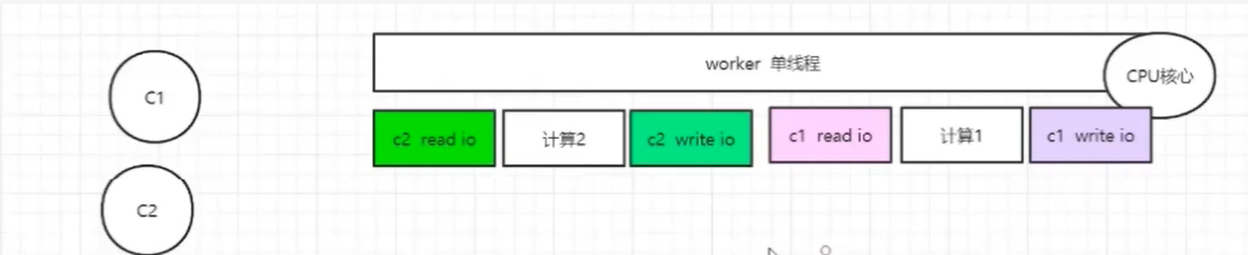 C1
worker 单线程
CPU核心
c2 read io
计算2
c2 write io
c1 read io
计算1
c1 write io
C2